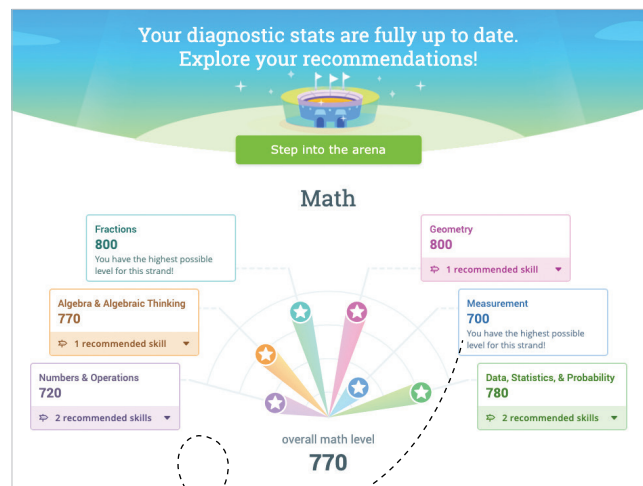 Your diagnostic stats are fully up to date.
Explore your recommendations!
Step into the arena
Math
Fractions
800
You have the highest possible
level for this strand!
Geometry
800
1 recommended skill
Algebra & Algebraic Thinking
770
1 recommended skill
Measurement
700
You have the highest possible
level for this strand!
Numbers & Operations
720
2 recommended skills
Data, Statistics, & Probability
780
2 recommended skills
overall math level
770